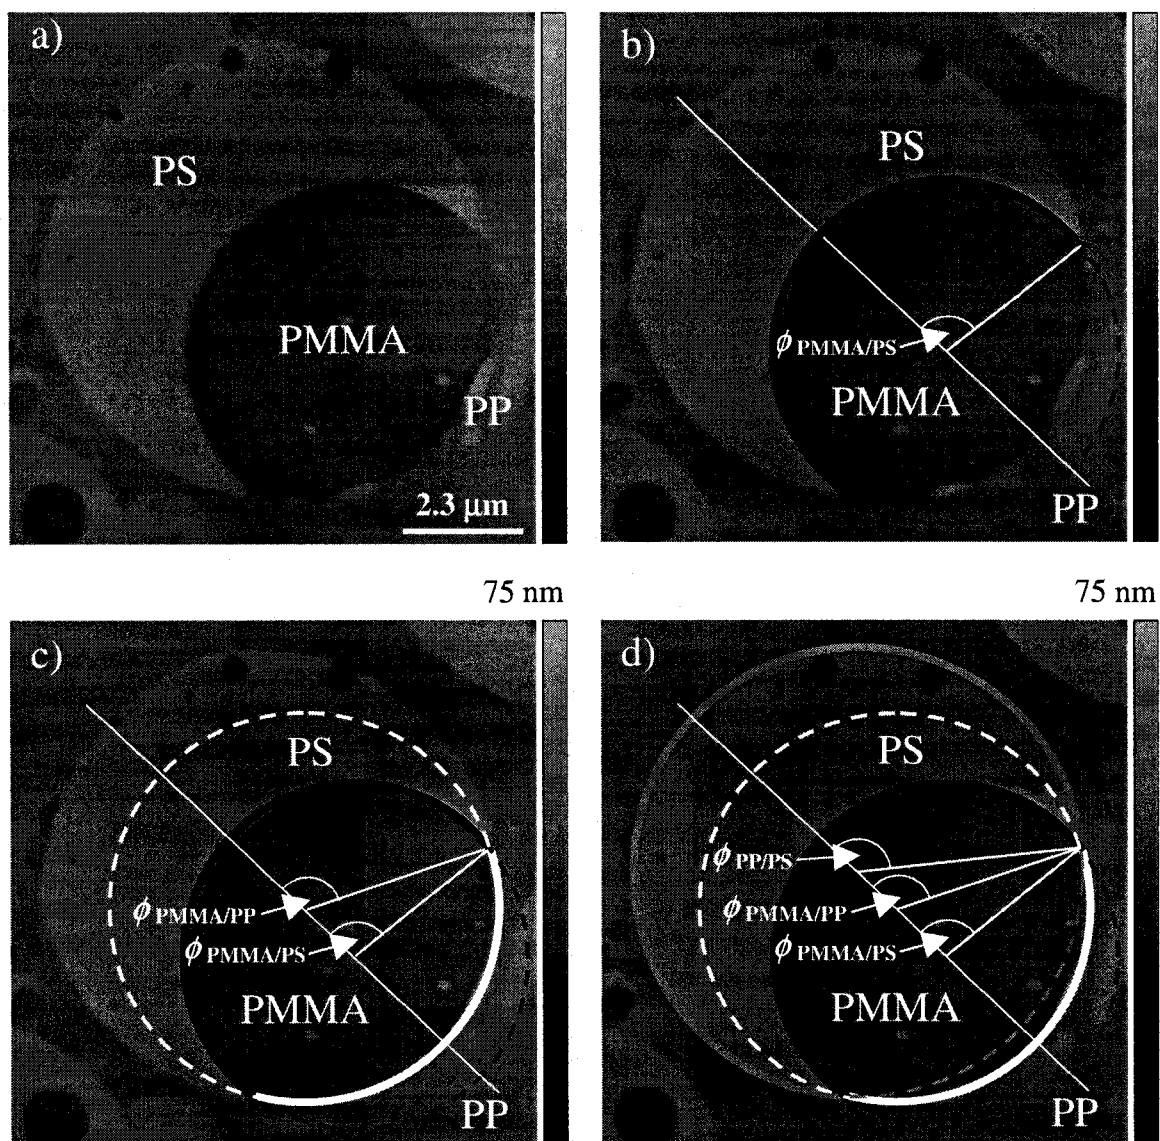 a)
PS
PMMA
PP
2.3 μm
b)
PS
ϕ PMMA/PS
PMMA
PP
75 nm
75 nm
c)
PS
ϕ PMMA/PP
ϕ PMMA/PS
PMMA
PP
d)
PS
ϕ PP/PS
ϕ PMMA/PP
ϕ PMMA/PS
PMMA
PP